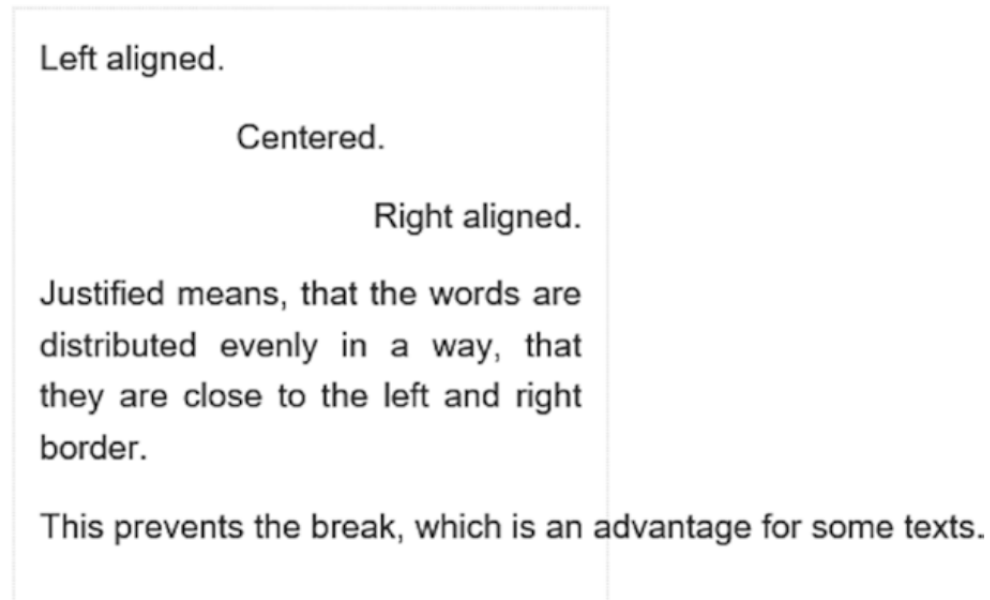 Left aligned.
Centered.
Right aligned.
Justified means, that the words are
distributed evenly in a way, that
they are close to the left and right
border.
This prevents the break, which is an advantage for some texts.